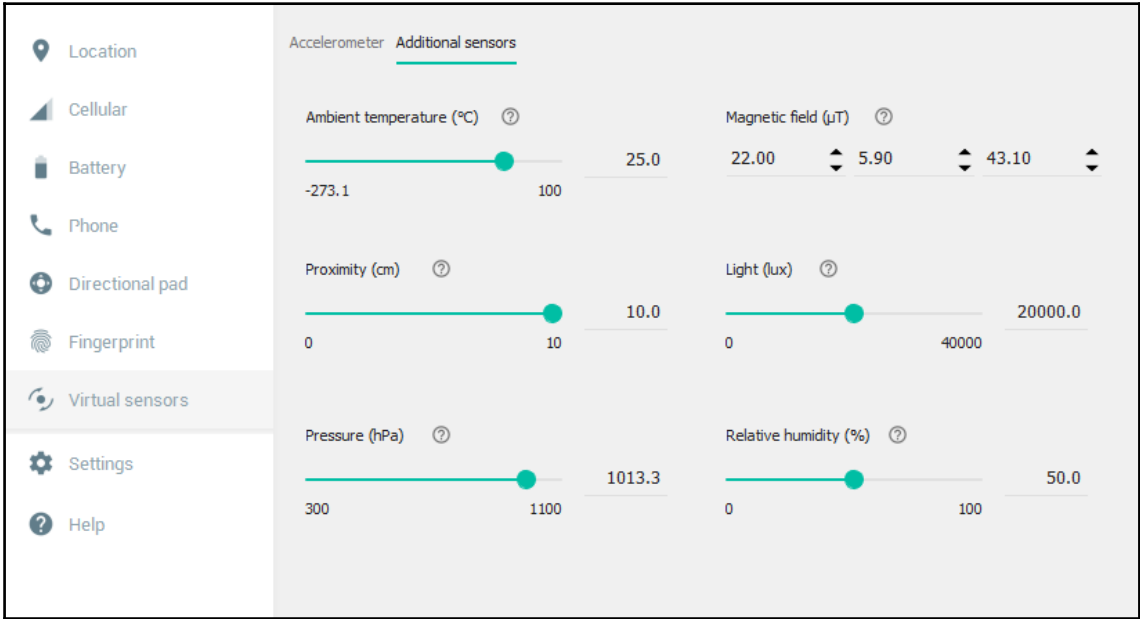 Location
Cellular
Battery
Phone
Directional pad
Fingerprint
Virtual sensors
Settings
Help
Accelerometer Additional sensors
Ambient temperature (°C) ?
25.0
-273.1 100
Magnetic field (µT) ?
22.00 5.90 43.10
Proximity (cm) ?
10.0
0 10
Light (lux) ?
20000.0
0 40000
Pressure (hPa) ?
1013.3
300 1100
Relative humidity (%) ?
50.0
0 100